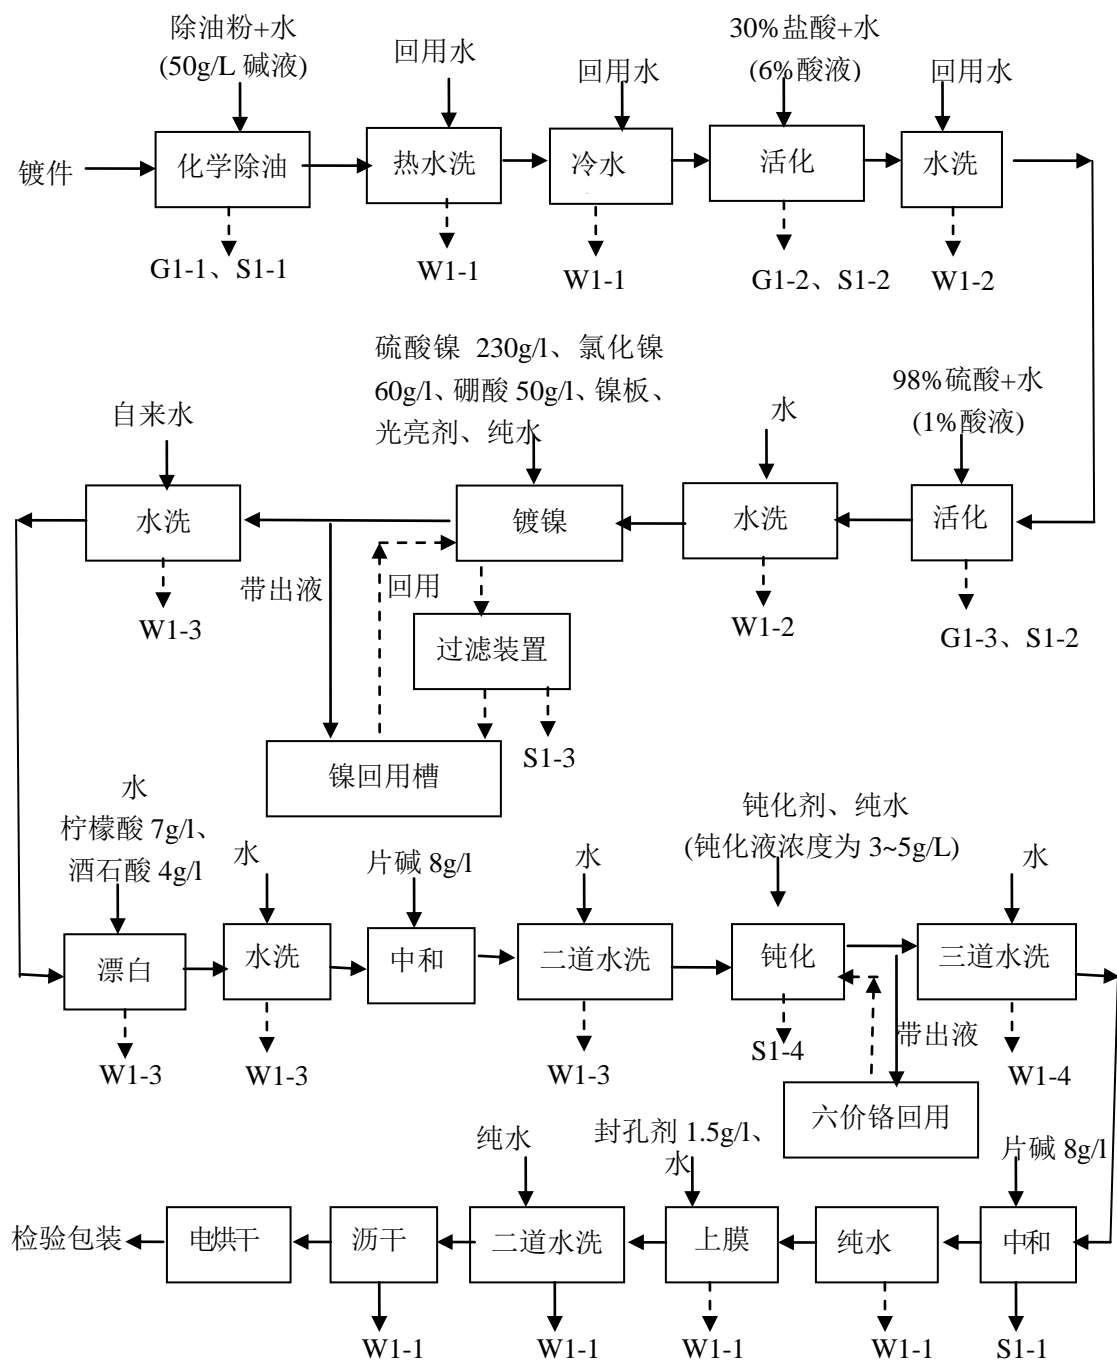 除油粉+水
(50g/L 碱液)
回用水
回用水
30%盐酸+水
(6%酸液)
回用水
镀件
化学除油
热水洗
冷水
活化
水洗
G1-1、S1-1
W1-1
W1-1
G1-2、S1-2
W1-2
自来水
硫酸镍 230g/l、氯化镍
60g/l、硼酸 50g/l、镍板、
光亮剂、纯水
水
98%硫酸+水
(1%酸液)
水洗
镀镍
水洗
活化
带出液
回用
W1-3
过滤装置
W1-2
G1-3、S1-2
镍回用槽
S1-3
水
柠檬酸 7g/l、
酒石酸 4g/l
水
片碱 8g/l
水
钝化剂、纯水
(钝化液浓度为 3~5g/L)
水
漂白
水洗
中和
二道水洗
钝化
三道水洗
W1-3
W1-3
W1-3
S1-4
带出液
W1-4
六价铬回用
纯水
封孔剂 1.5g/l、
水
片碱 8g/l
检验包装
电烘干
沥干
二道水洗
上膜
纯水
中和
W1-1
W1-1
W1-1
W1-1
S1-1